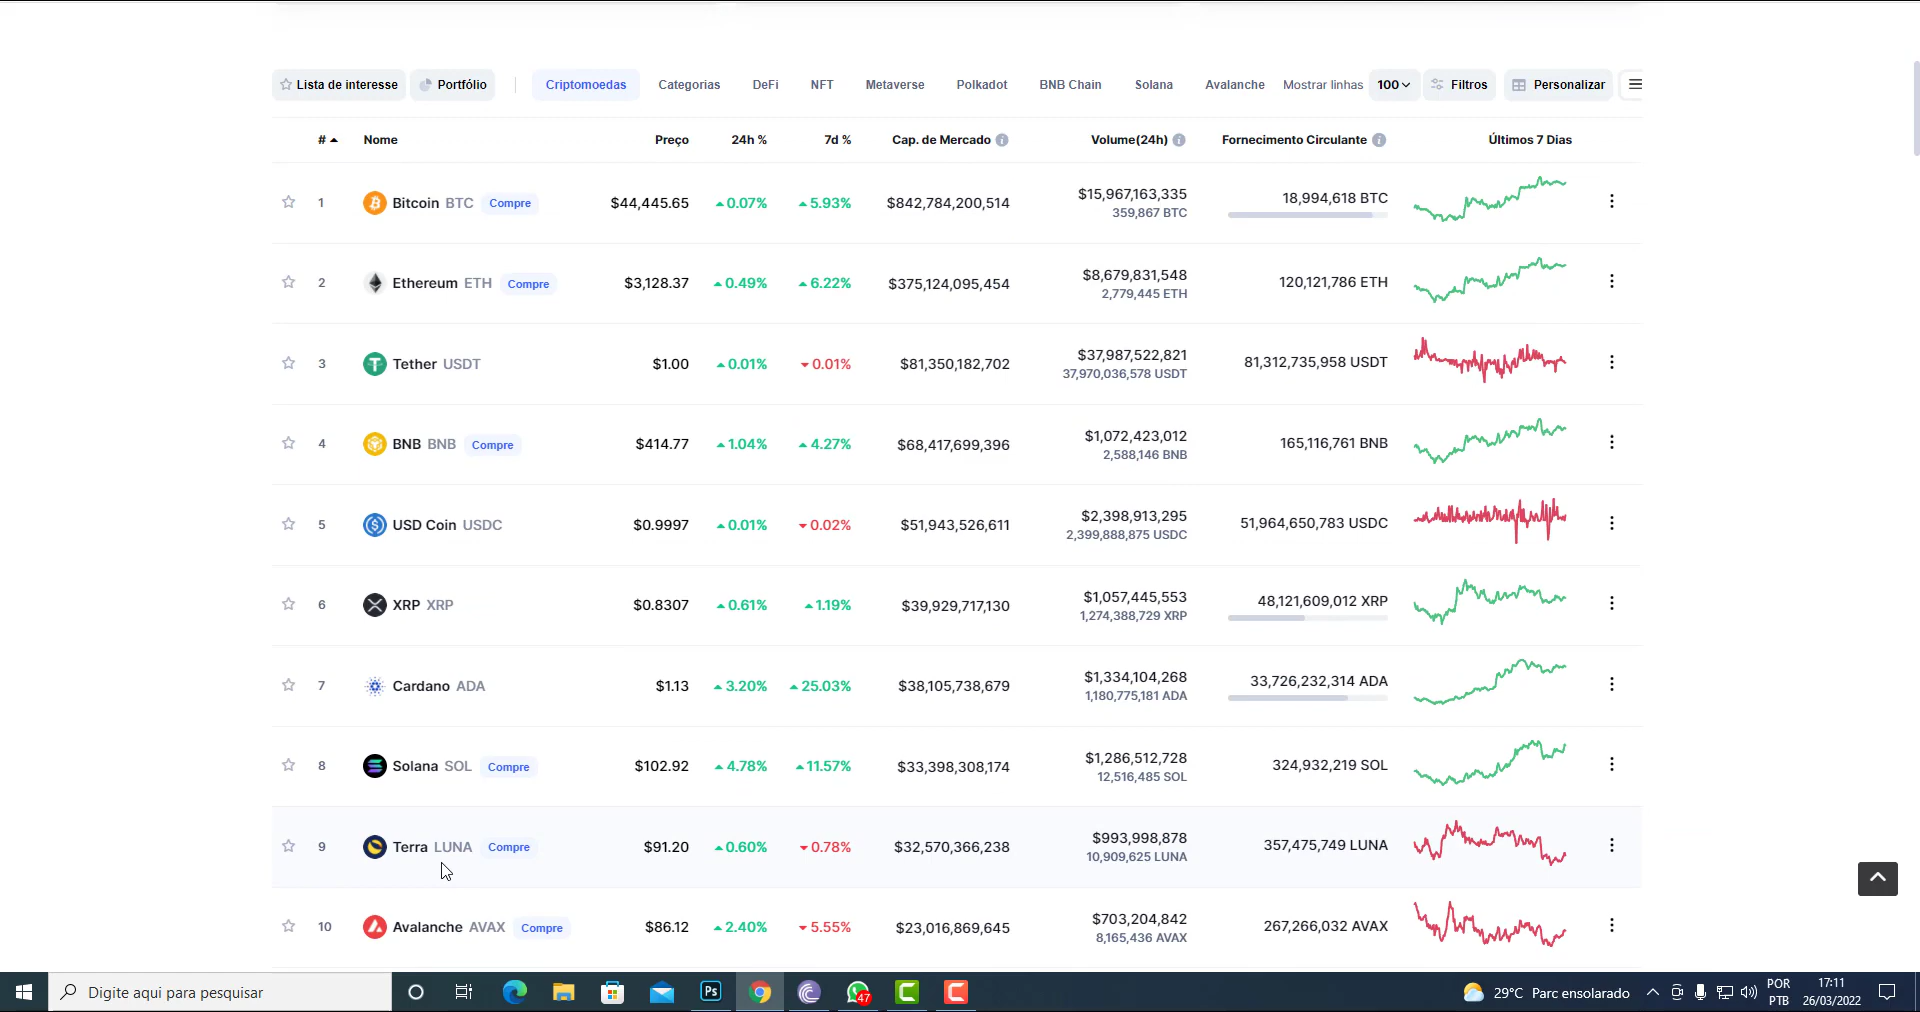 Lista de interesse Portfólio Criptomoedas Categorias DeFi NFT Metaverse Polkadot BNB Chain Solana Avalanche Mostrar linhas 100 Filtros Personalizar
# Nome Preço 24h % 7d % Cap. de Mercado Volume(24h) Fornecimento Circulante Últimos 7 Dias
1 Bitcoin BTC Compre $44,445.65 0.07% 5.93% $842,784,200,514 $15,967,163,335 18,994,618 BTC
359,867 BTC
2 Ethereum ETH Compre $3,128.37 0.49% 6.22% $375,124,095,454 $8,679,831,548 120,121,786 ETH
2,779,445 ETH
3 Tether USDT $1.00 0.01% 0.01% $81,350,182,702 $37,987,522,821 81,312,735,958 USDT
37,970,036,578 USDT
4 BNB BNB Compre $414.77 1.04% 4.27% $68,417,699,396 $1,072,423,012 165,116,761 BNB
2,588,146 BNB
5 USD Coin USDC $0.9997 0.01% 0.02% $51,943,526,611 $2,398,913,295 51,964,650,783 USDC
2,399,888,875 USDC
6 XRP XRP $0.8307 0.61% 1.19% $39,929,717,130 $1,057,445,553 48,121,609,012 XRP
1,274,388,729 XRP
7 Cardano ADA $1.13 3.20% 25.03% $38,105,738,679 $1,334,104,268 33,726,232,314 ADA
1,180,775,181 ADA
8 Solana SOL Compre $102.92 4.78% 11.57% $33,398,308,174 $1,286,512,728 324,932,219 SOL
12,516,485 SOL
9 Terra LUNA Compre $91.20 0.60% 0.78% $32,570,366,238 $993,998,878 357,475,749 LUNA
10,909,625 LUNA
10 Avalanche AVAX Compre $86.12 2.40% 5.55% $23,016,869,645 $703,204,842 267,266,032 AVAX
8,165,436 AVAX
Digite aqui para pesquisar Ps 47 29°C Parc ensolarado POR 17:11
PTB 26/03/2022